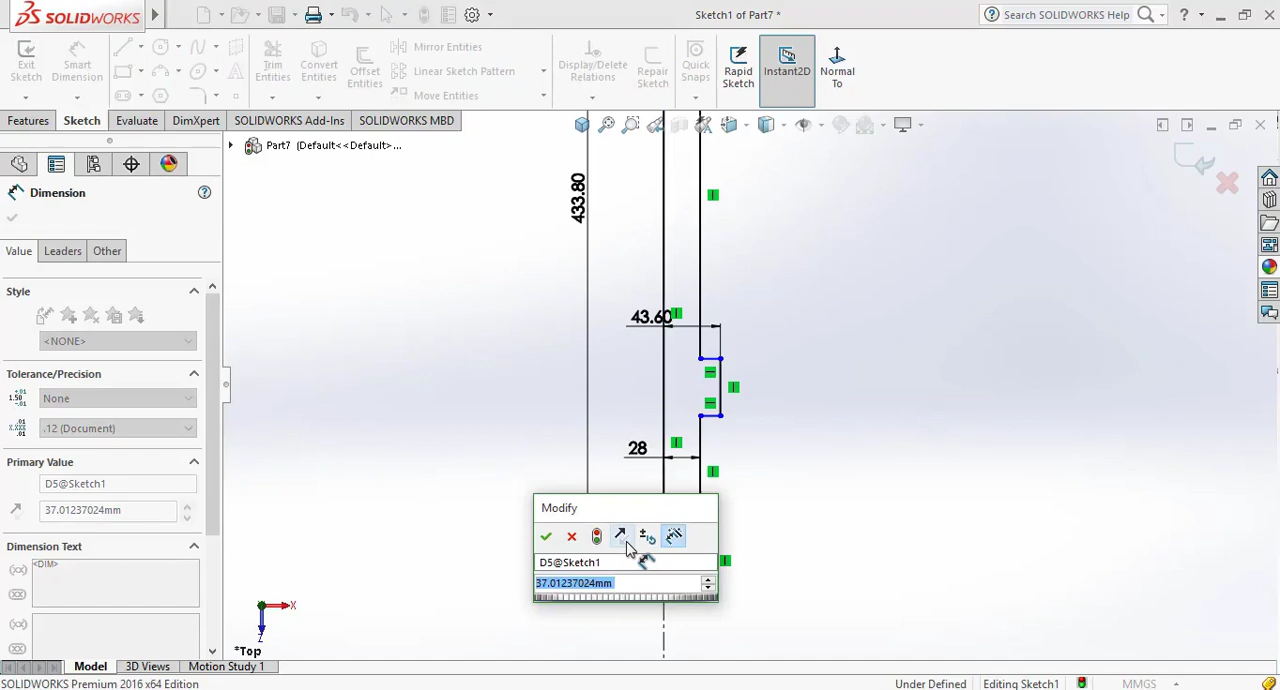 SOLIDWORKS
Sketch1 of Part7 *
Search SOLIDWORKS Help
?
Exit Sketch
Smart Dimension
Trim Entities
Convert Entities
Offset Entities
Mirror Entities
Linear Sketch Pattern
Move Entities
Display/Delete Relations
Repair Sketch
Quick Snaps
Rapid Sketch
Instant2D
Normal To
Features
Sketch
Evaluate
DimXpert
SOLIDWORKS Add-Ins
SOLIDWORKS MBD
Part7 (Default<<Default>...
Dimension
Value
Leaders
Other
Style
<NONE>
Tolerance/Precision
None
.12 (Document)
Primary Value
D5@Sketch1
37.01237024mm
Dimension Text
<DIM>
433.80
43.60
28
Modify
D5@Sketch1
37.01237024mm
X
Z
*Top
Model
3D Views
Motion Study 1
SOLIDWORKS Premium 2016 x64 Edition
Under Defined
Editing Sketch1
MMGS